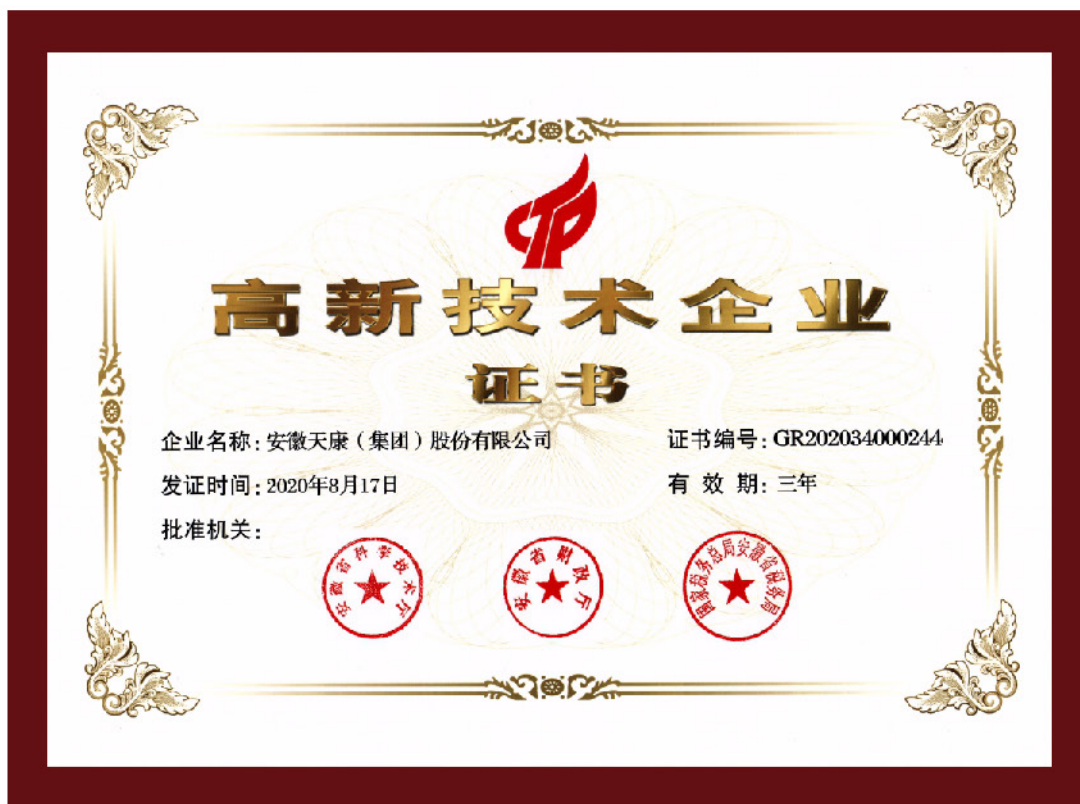 高新技术企业
证书
企业名称:安徽天康（集团）股份有限公司
证书编号:GR202034000244
发证时间:2020年8月17日
有效期:三年
批准机关:
安徽省科学技术厅
安徽省财政厅
国家税务总局安徽省税务局